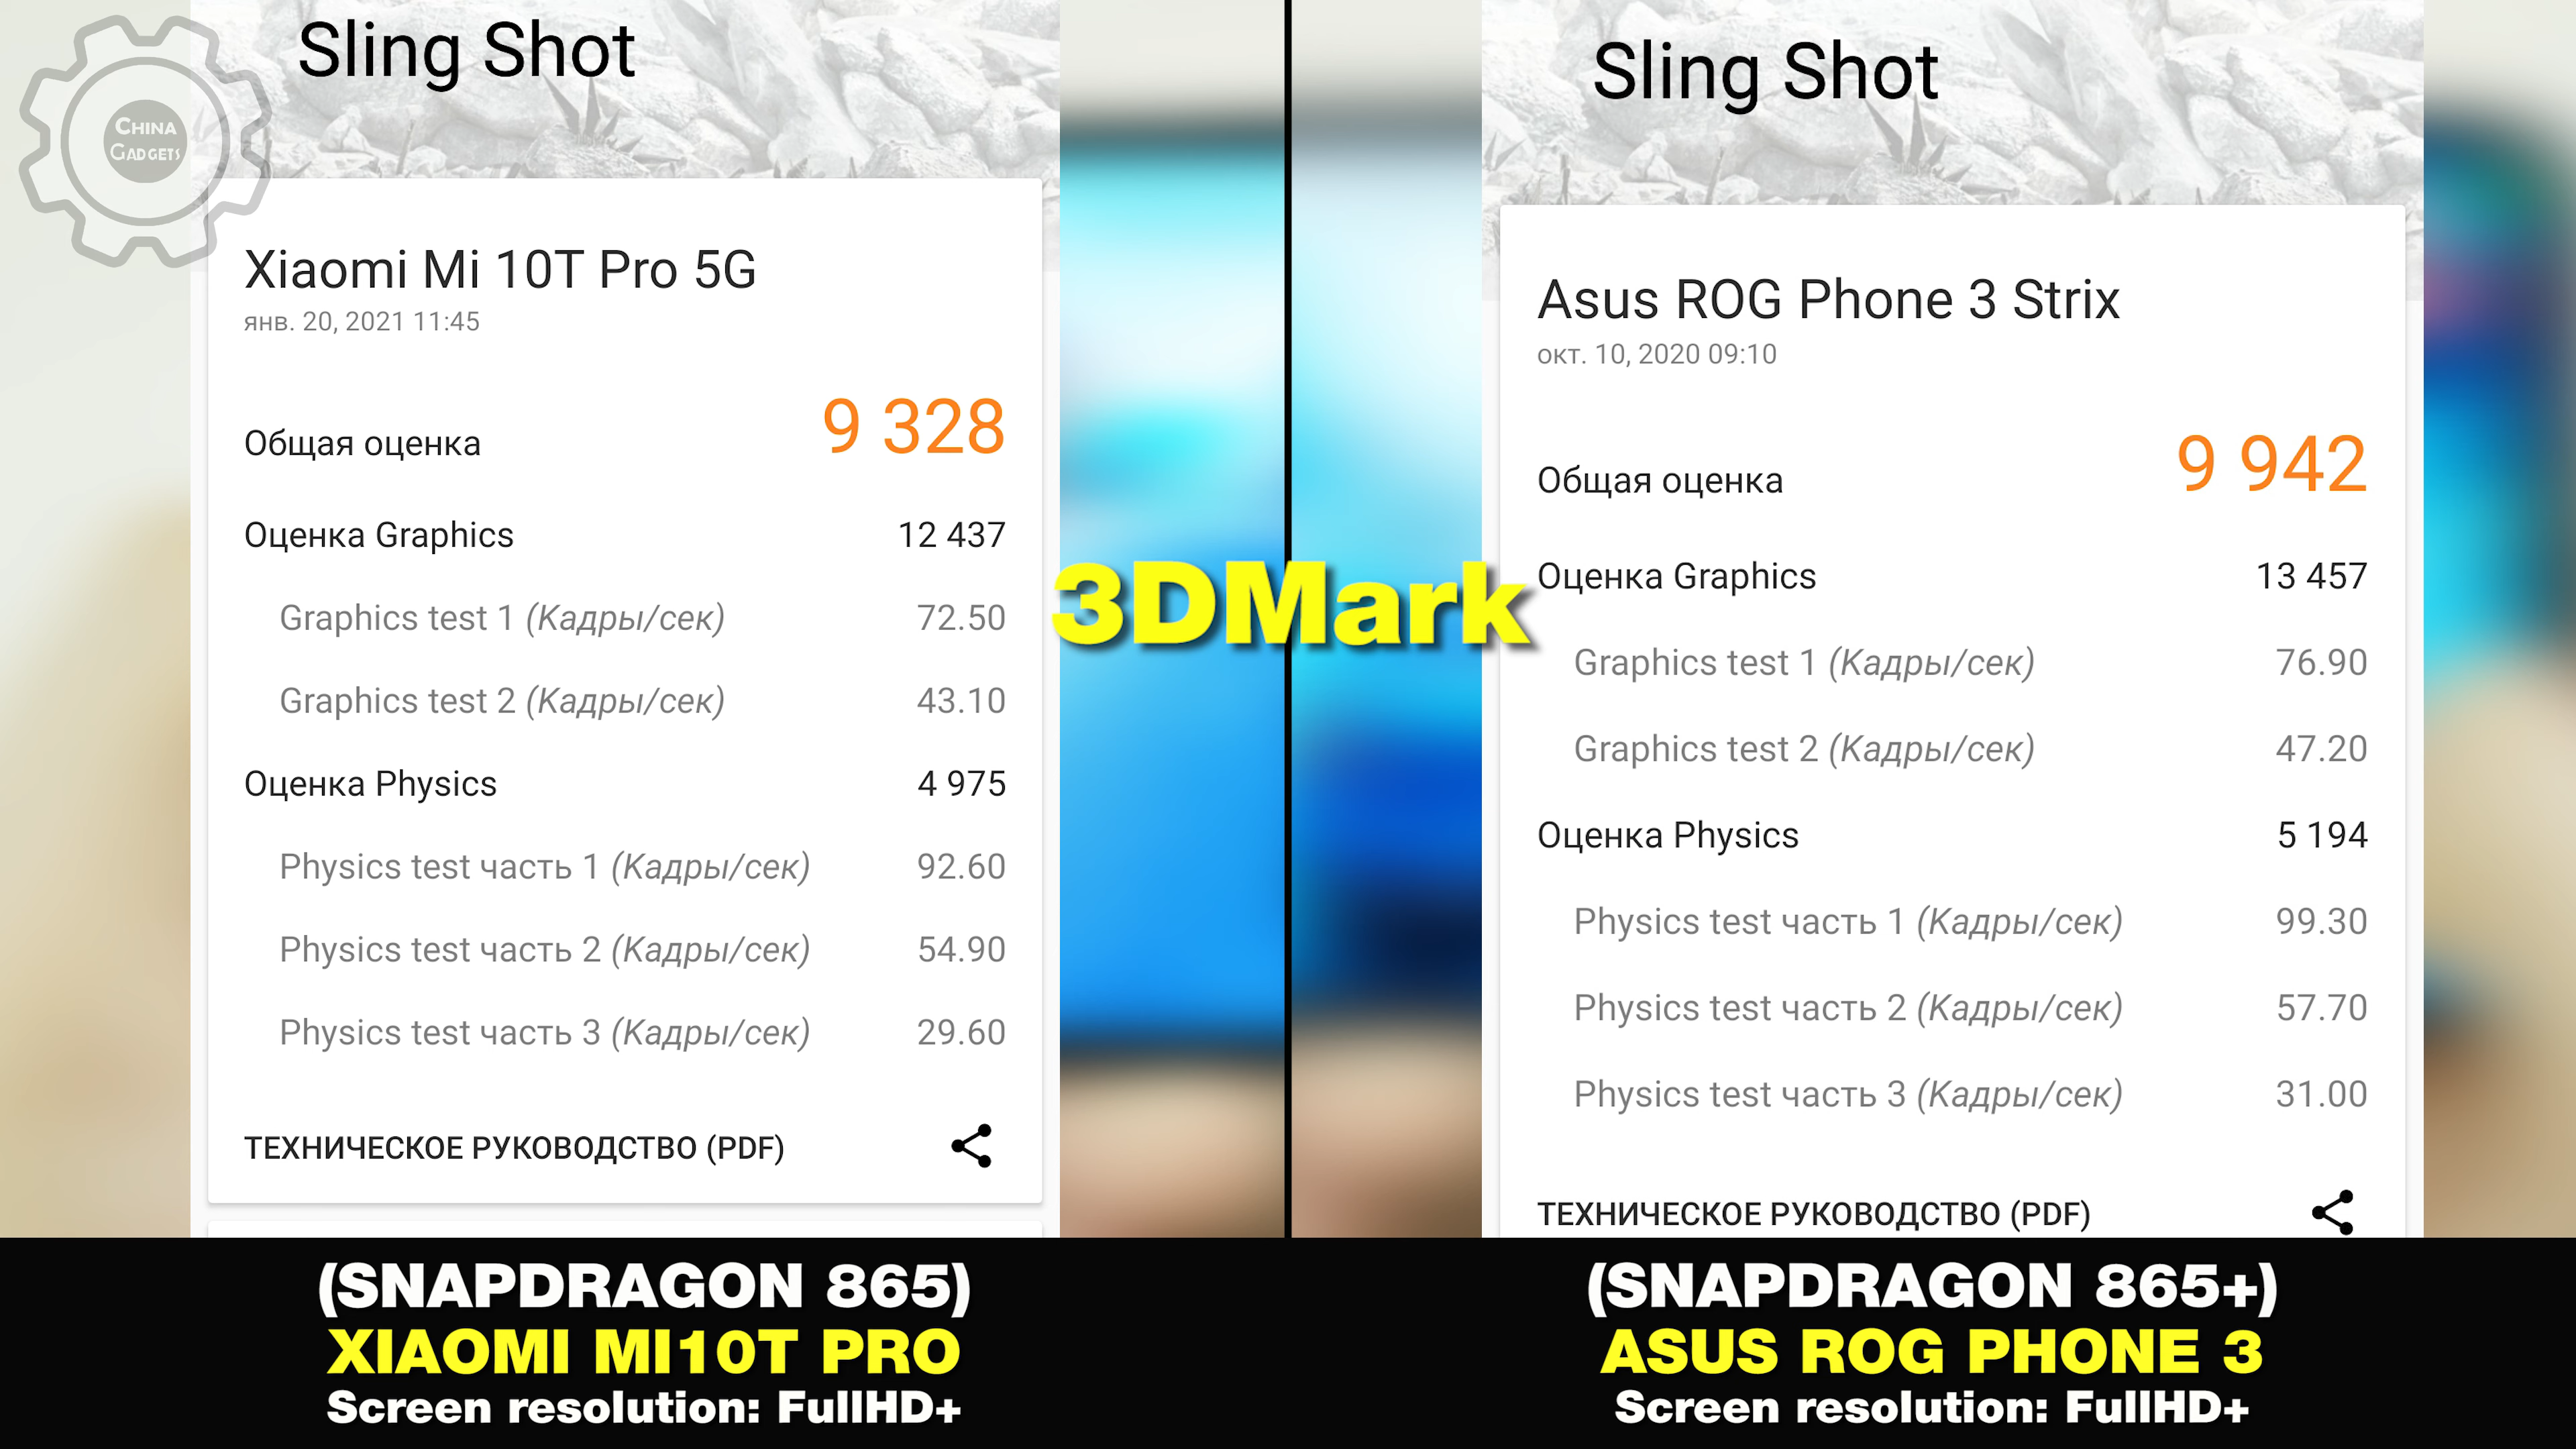 CHINA
GADGETS
Sling Shot
Xiaomi Mi 10T Pro 5G
янв. 20, 2021 11:45
Общая оценка 9 328
Оценка Graphics 12 437
Graphics test 1 (Кадры/сек) 72.50
Graphics test 2 (Кадры/сек) 43.10
Оценка Physics 4 975
Physics test часть 1 (Кадры/сек) 92.60
Physics test часть 2 (Кадры/сек) 54.90
Physics test часть 3 (Кадры/сек) 29.60
ТЕХНИЧЕСКОЕ РУКОВОДСТВО (PDF)
3DMark
Sling Shot
Asus ROG Phone 3 Strix
окт. 10, 2020 09:10
Общая оценка 9 942
Оценка Graphics 13 457
Graphics test 1 (Кадры/сек) 76.90
Graphics test 2 (Кадры/сек) 47.20
Оценка Physics 5 194
Physics test часть 1 (Кадры/сек) 99.30
Physics test часть 2 (Кадры/сек) 57.70
Physics test часть 3 (Кадры/сек) 31.00
ТЕХНИЧЕСКОЕ РУКОВОДСТВО (PDF)
(SNAPDRAGON 865)
XIAOMI MI10T PRO
Screen resolution: FullHD+
(SNAPDRAGON 865+)
ASUS ROG PHONE 3
Screen resolution: FullHD+